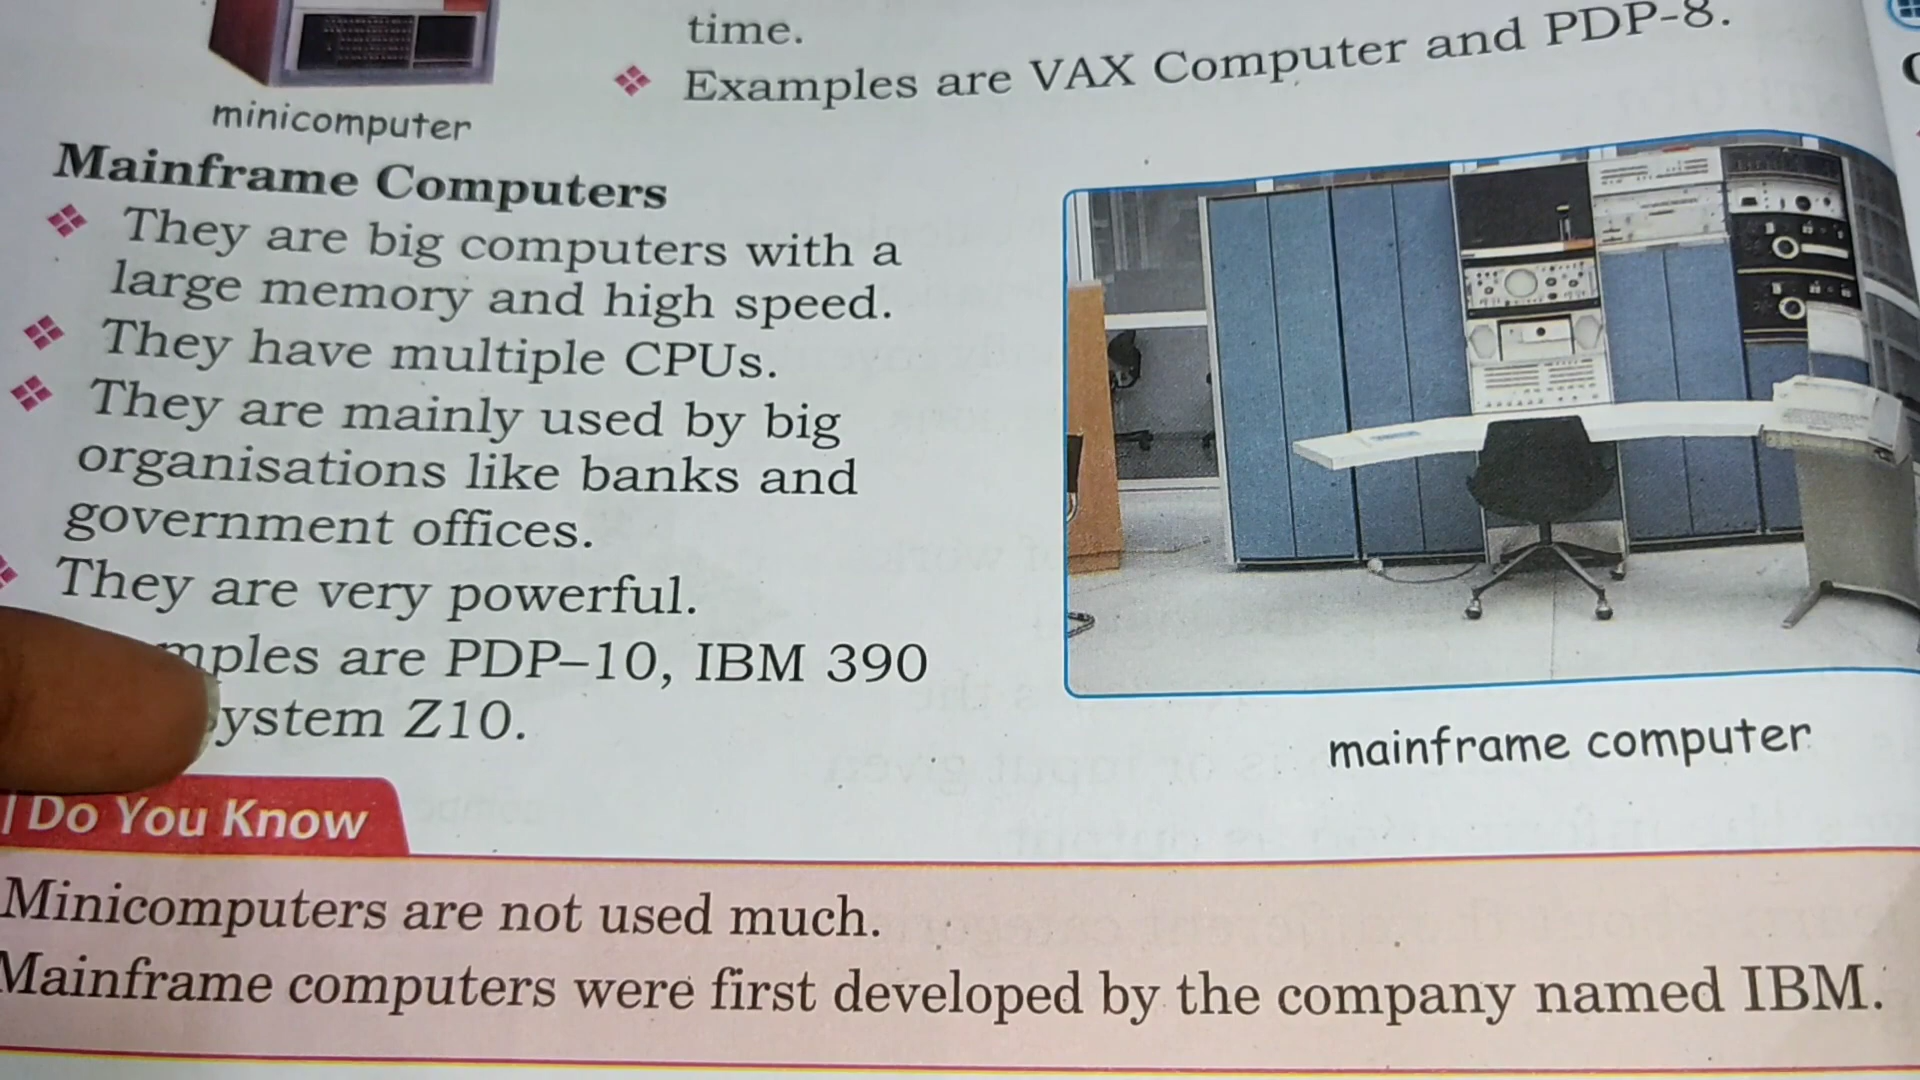 time.
Examples are VAX Computer and PDP-8.
minicomputer
Mainframe Computers
They are big computers with a
large memory and high speed.
They have multiple CPUs.
They are mainly used by big
organisations like banks and
government offices.
They are very powerful.
mples are PDP–10, IBM 390
ystem Z10.
mainframe computer
Do You Know
Minicomputers are not used much.
Mainframe computers were first developed by the company named IBM.